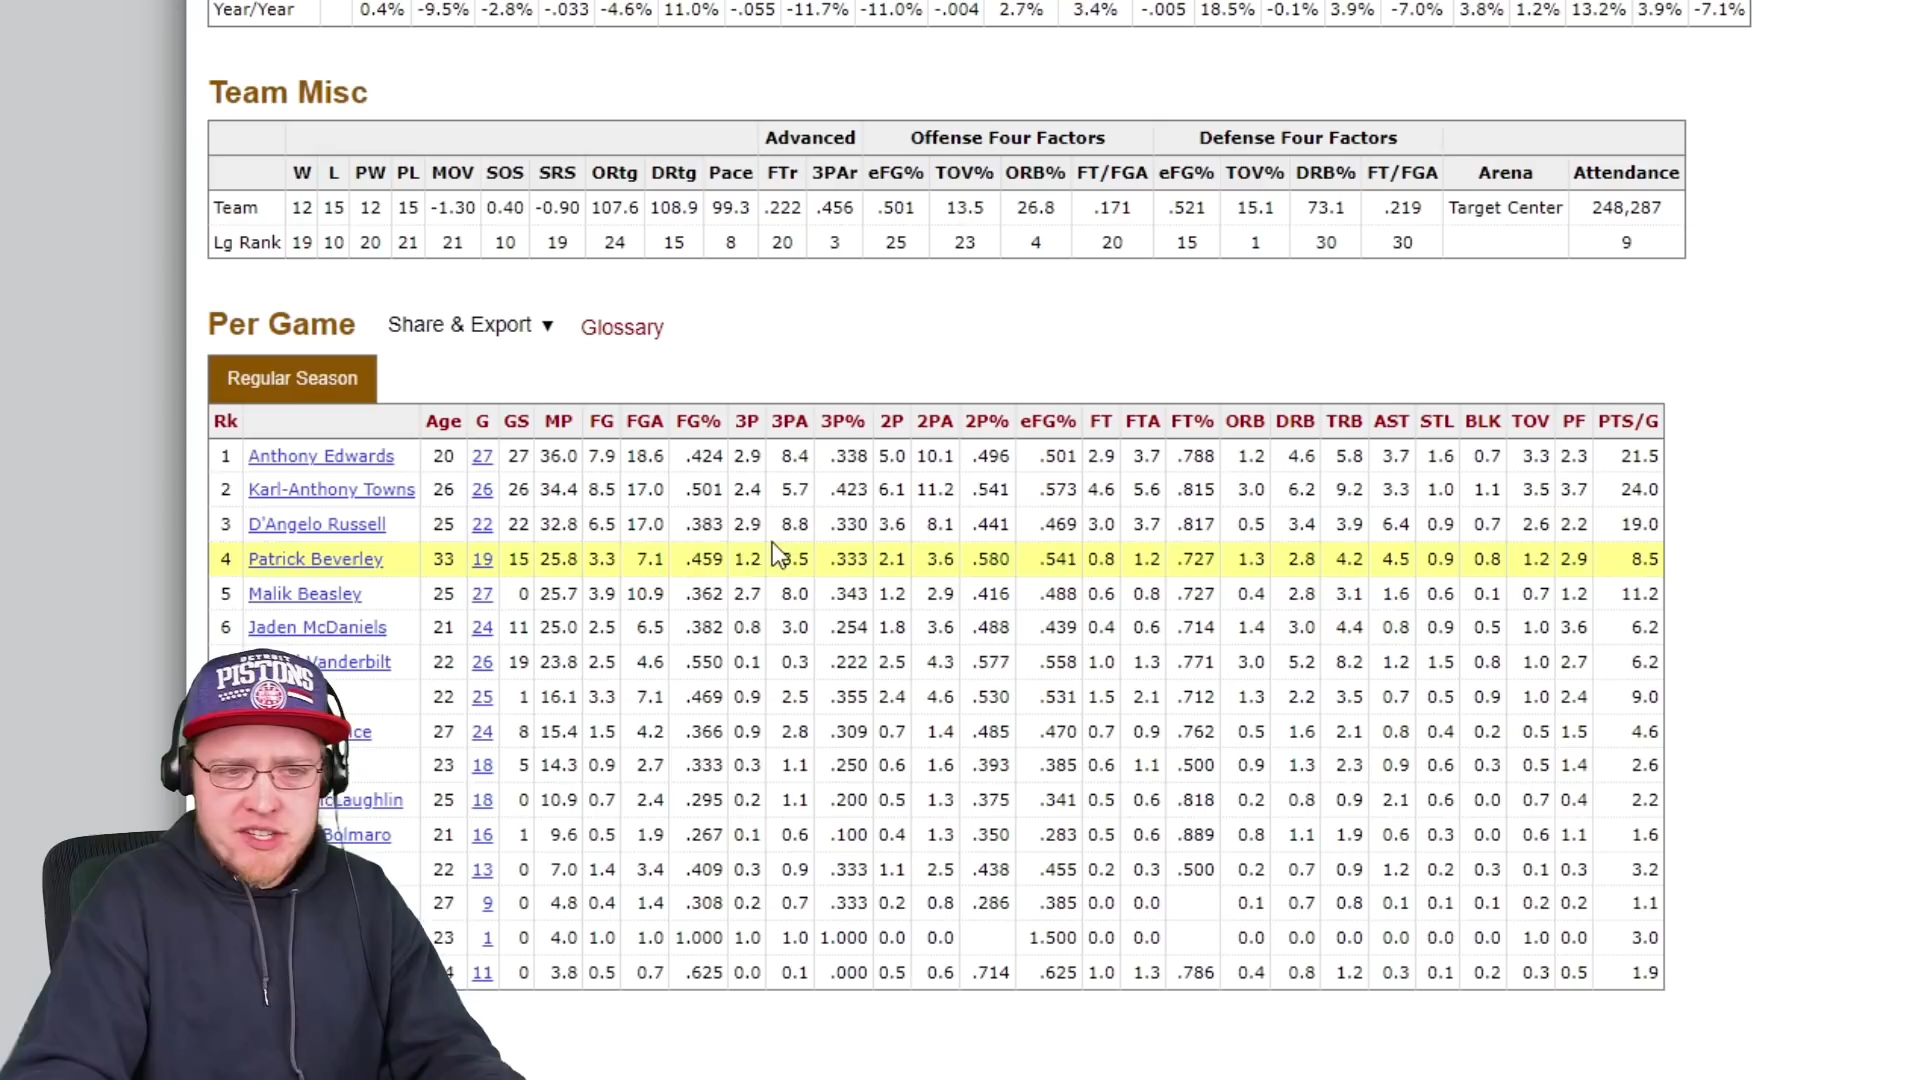 Year/Year 0.4% -9.5% -2.8% -.033 -4.6% 11.0% -.055 -11.7% -11.0% -.004 2.7% 3.4% -.005 18.5% -0.1% 3.9% -7.0% 3.8% 1.2% 13.2% 3.9% -7.1%
Team Misc
Advanced Offense Four Factors Defense Four Factors
W L PW PL MOV SOS SRS ORtg DRtg Pace FTr 3PAr eFG% TOV% ORB% FT/FGA eFG% TOV% DRB% FT/FGA Arena Attendance
Team 12 15 12 15 -1.30 0.40 -0.90 107.6 108.9 99.3 .222 .456 .501 13.5 26.8 .171 .521 15.1 73.1 .219 Target Center 248,287
Lg Rank 19 10 20 21 21 10 19 24 15 8 20 3 25 23 4 20 15 1 30 30 9
Per Game Share & Export ▼ Glossary
Regular Season
Rk Age G GS MP FG FGA FG% 3P 3PA 3P% 2P 2PA 2P% eFG% FT FTA FT% ORB DRB TRB AST STL BLK TOV PF PTS/G
1 Anthony Edwards 20 27 27 36.0 7.9 18.6 .424 2.9 8.4 .338 5.0 10.1 .496 .501 2.9 3.7 .788 1.2 4.6 5.8 3.7 1.6 0.7 3.3 2.3 21.5
2 Karl-Anthony Towns 26 26 26 34.4 8.5 17.0 .501 2.4 5.7 .423 6.1 11.2 .541 .573 4.6 5.6 .815 3.0 6.2 9.2 3.3 1.0 1.1 3.5 3.7 24.0
3 D'Angelo Russell 25 22 22 32.8 6.5 17.0 .383 2.9 8.8 .330 3.6 8.1 .441 .469 3.0 3.7 .817 0.5 3.4 3.9 6.4 0.9 0.7 2.6 2.2 19.0
4 Patrick Beverley 33 19 15 25.8 3.3 7.1 .459 1.2 3.5 .333 2.1 3.6 .580 .541 0.8 1.2 .727 1.3 2.8 4.2 4.5 0.9 0.8 1.2 2.9 8.5
5 Malik Beasley 25 27 0 25.7 3.9 10.9 .362 2.7 8.0 .343 1.2 2.9 .416 .488 0.6 0.8 .727 0.4 2.8 3.1 1.6 0.6 0.1 0.7 1.2 11.2
6 Jaden McDaniels 21 24 11 25.0 2.5 6.5 .382 0.8 3.0 .254 1.8 3.6 .488 .439 0.4 0.6 .714 1.4 3.0 4.4 0.8 0.9 0.5 1.0 3.6 6.2
Vanderbilt 22 26 19 23.8 2.5 4.6 .550 0.1 0.3 .222 2.5 4.3 .577 .558 1.0 1.3 .771 3.0 5.2 8.2 1.2 1.5 0.8 1.0 2.7 6.2
22 25 1 16.1 3.3 7.1 .469 0.9 2.5 .355 2.4 4.6 .530 .531 1.5 2.1 .712 1.3 2.2 3.5 0.7 0.5 0.9 1.0 2.4 9.0
ce 27 24 8 15.4 1.5 4.2 .366 0.9 2.8 .309 0.7 1.4 .485 .470 0.7 0.9 .762 0.5 1.6 2.1 0.8 0.4 0.2 0.5 1.5 4.6
23 18 5 14.3 0.9 2.7 .333 0.3 1.1 .250 0.6 1.6 .393 .385 0.6 1.1 .500 0.9 1.3 2.3 0.9 0.6 0.3 0.5 1.4 2.6
cLaughlin 25 18 0 10.9 0.7 2.4 .295 0.2 1.1 .200 0.5 1.3 .375 .341 0.5 0.6 .818 0.2 0.8 0.9 2.1 0.6 0.0 0.7 0.4 2.2
Bolmaro 21 16 1 9.6 0.5 1.9 .267 0.1 0.6 .100 0.4 1.3 .350 .283 0.5 0.6 .889 0.8 1.1 1.9 0.6 0.3 0.0 0.6 1.1 1.6
22 13 0 7.0 1.4 3.4 .409 0.3 0.9 .333 1.1 2.5 .438 .455 0.2 0.3 .500 0.2 0.7 0.9 1.2 0.2 0.3 0.1 0.3 3.2
27 9 0 4.8 0.4 1.4 .308 0.2 0.7 .333 0.2 0.8 .286 .385 0.0 0.0 0.1 0.7 0.8 0.1 0.1 0.1 0.2 0.2 1.1
23 1 0 4.0 1.0 1.0 1.000 1.0 1.0 1.000 0.0 0.0 1.500 0.0 0.0 0.0 0.0 0.0 0.0 0.0 0.0 1.0 0.0 3.0
4 11 0 3.8 0.5 0.7 .625 0.0 0.1 .000 0.5 0.6 .714 .625 1.0 1.3 .786 0.4 0.8 1.2 0.3 0.1 0.2 0.3 0.5 1.9
DETROIT
PISTONS